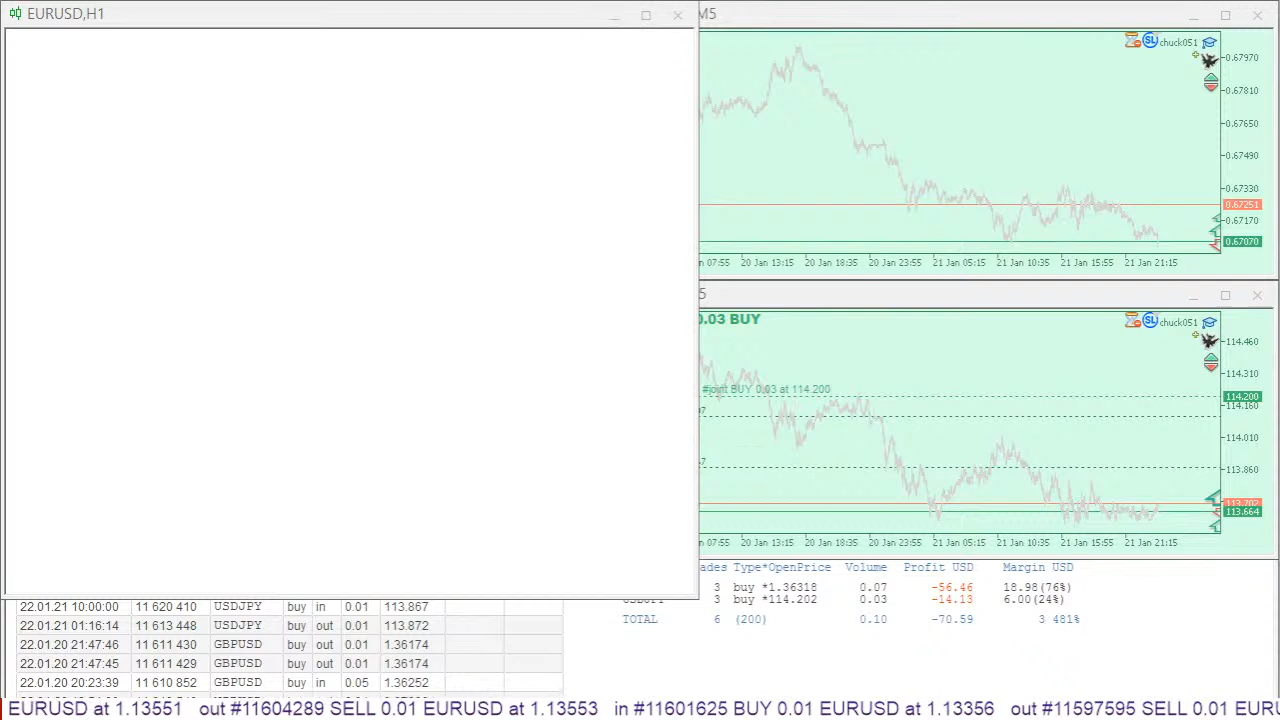 EURUSD,H1
M5
chuck051
0.67970
0.67810
0.67650
0.67490
0.67330
0.67251
0.67170
0.67070
n 07:55 20 Jan 13:15 20 Jan 18:35 20 Jan 23:55 21 Jan 05:15 21 Jan 10:35 21 Jan 15:55 21 Jan 21:15
5
0.03 BUY
chuck051
114.460
114.310
#joint BUY 0.03 at 114.200
114.200
114.160
114.010
113.860
113.702
113.664
n 07:55 20 Jan 13:15 20 Jan 18:35 20 Jan 23:55 21 Jan 05:15 21 Jan 10:35 21 Jan 15:55 21 Jan 21:15
ades Type*OpenPrice Volume Profit USD Margin USD
3 buy *1.36318 0.07 -56.46 18.98(76%)
3 buy *114.202 0.03 -14.13 6.00(24%)
TOTAL 6 (200) 0.10 -70.59 3 481%
22.01.21 10:00:00 11 620 410 USDJPY buy in 0.01 113.867
22.01.21 01:16:14 11 613 448 USDJPY buy out 0.01 113.872
22.01.20 21:47:46 11 611 430 GBPUSD buy out 0.01 1.36174
22.01.20 21:47:45 11 611 429 GBPUSD buy out 0.01 1.36174
22.01.20 20:23:39 11 610 852 GBPUSD buy in 0.05 1.36252
EURUSD at 1.13551 out #11604289 SELL 0.01 EURUSD at 1.13553 in #11601625 BUY 0.01 EURUSD at 1.13356 out #11597595 SELL 0.01 EURU